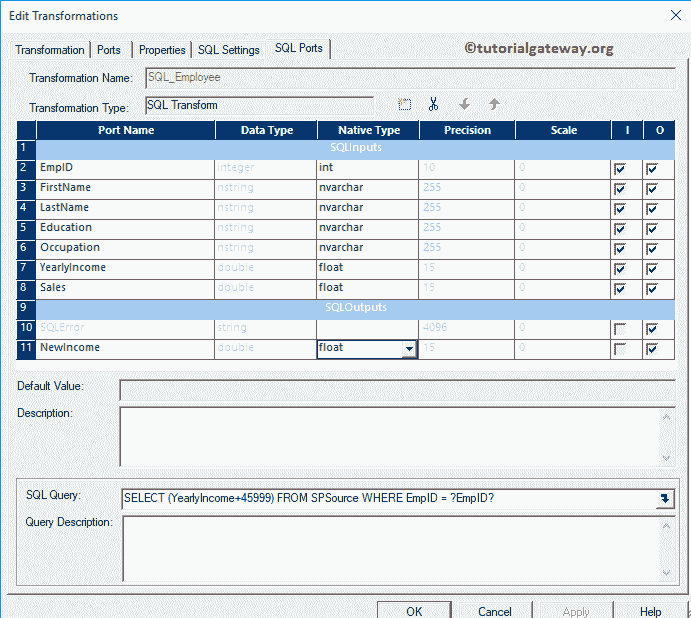 Edit Transformations
Transformation Ports Properties SQL Settings SQL Ports
©tutorialgateway.org
Transformation Name: SQL_Employee
Transformation Type: SQL Transform
Port Name Data Type Native Type Precision Scale I O
1 SQLInputs
2 EmpID integer int 10 0
3 FirstName nstring nvarchar 255 0
4 LastName nstring nvarchar 255 0
5 Education nstring nvarchar 255 0
6 Occupation nstring nvarchar 255 0
7 YearlyIncome double float 15 0
8 Sales double float 15 0
9 SQLOutputs
10 SQLError string 4096 0
11 NewIncome double float 15 0
Default Value:
Description:
SQL Query: SELECT (YearlyIncome+45999) FROM SPSource WHERE EmpID = ?EmpID?
Query Description:
OK Cancel Apply Help